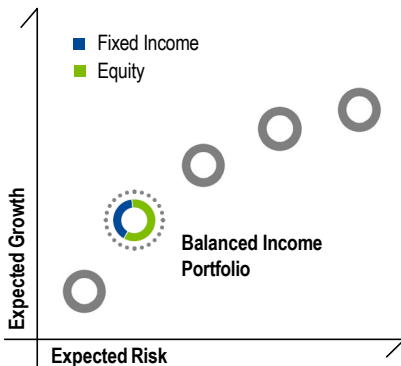 Fixed Income
Equity
Balanced Income
Portfolio
Expected Growth
Expected Risk